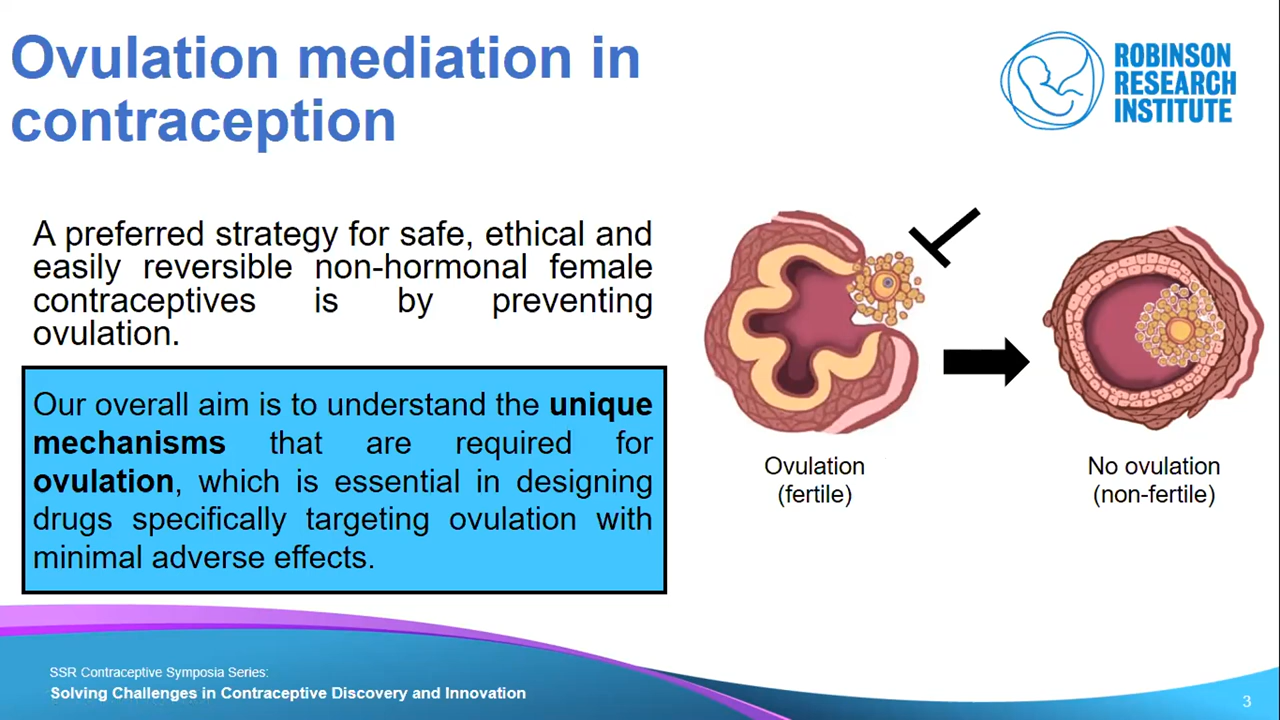 Ovulation mediation in
contraception
ROBINSON
RESEARCH
INSTITUTE
A preferred strategy for safe, ethical and
easily reversible non-hormonal female
contraceptives is by preventing
ovulation.
Our overall aim is to understand the unique
mechanisms that are required for
ovulation, which is essential in designing
drugs specifically targeting ovulation with
minimal adverse effects.
Ovulation
(fertile)
No ovulation
(non-fertile)
SSR Contraceptive Symposia Series:
Solving Challenges in Contraceptive Discovery and Innovation
3